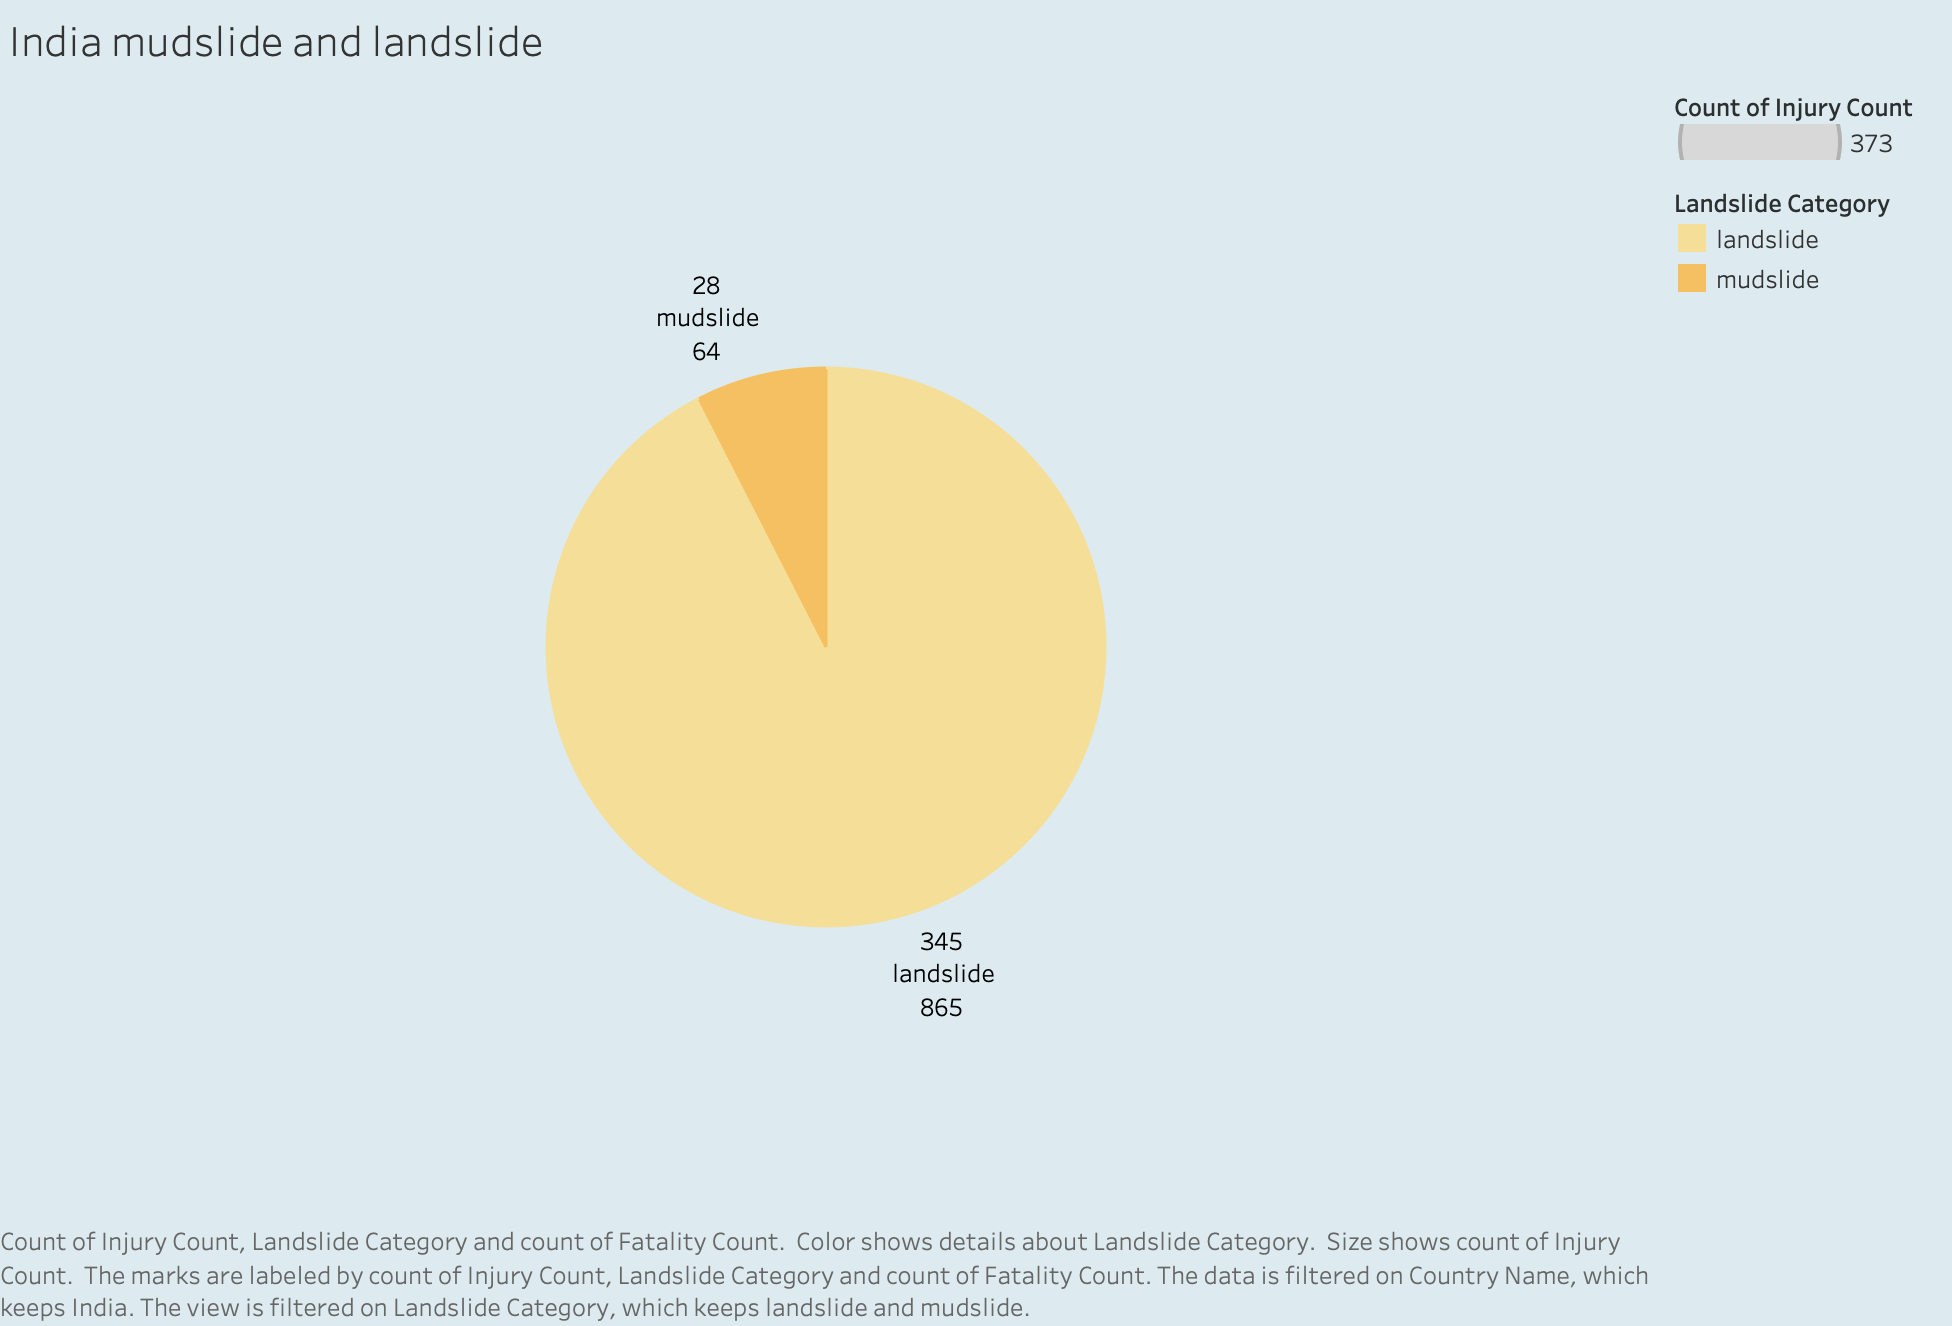 India mudslide and landslide
Count of Injury Count
373
Landslide Category
landslide
mudslide
28
mudslide
64
345
landslide
865
Count of Injury Count, Landslide Category and count of Fatality Count.  Color shows details about Landslide Category.  Size shows count of Injury
Count.  The marks are labeled by count of Injury Count, Landslide Category and count of Fatality Count. The data is filtered on Country Name, which
keeps India. The view is filtered on Landslide Category, which keeps landslide and mudslide.